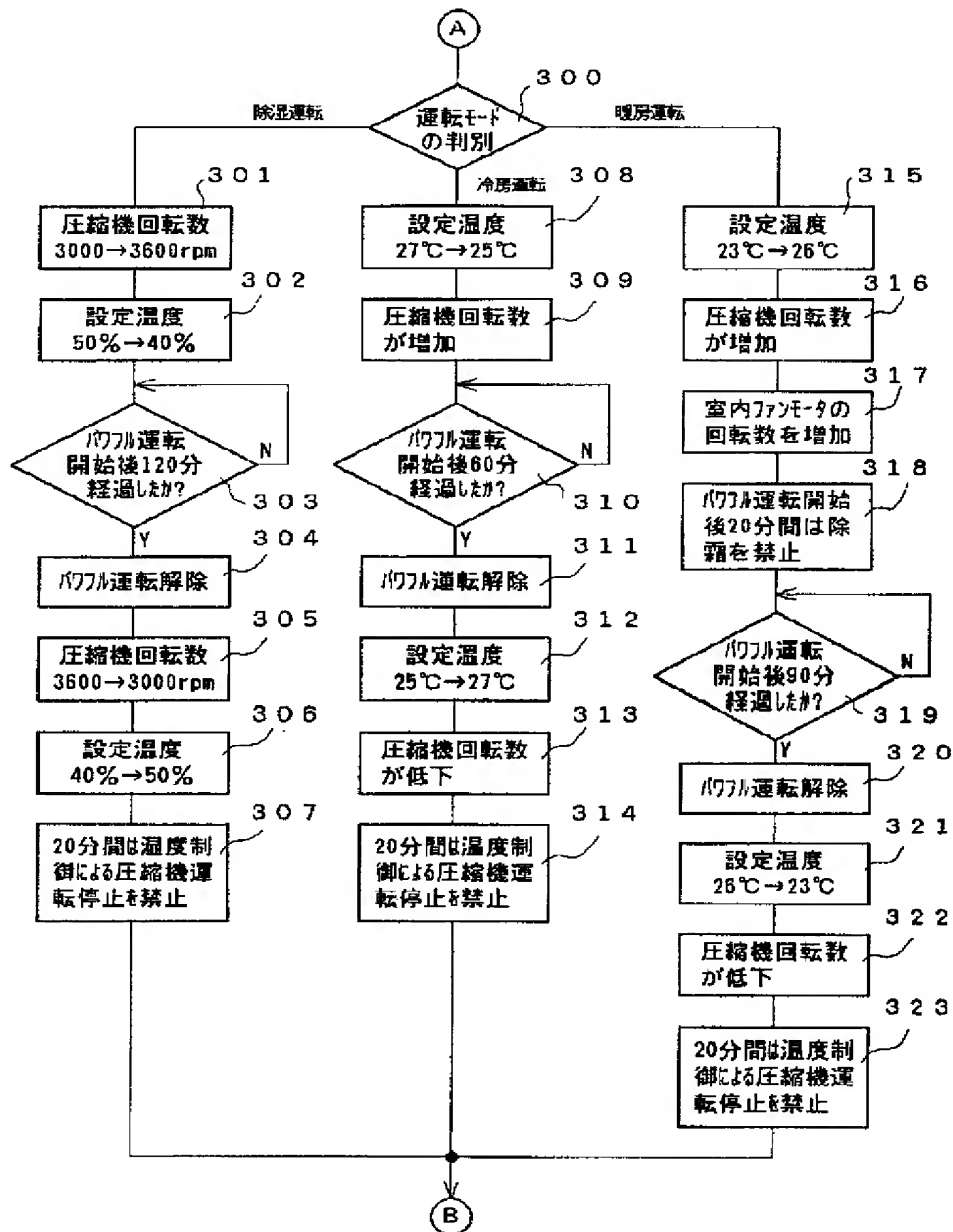 A
300
運転モード
の判別
除湿運転
冷房運転
暖房運転
301
圧縮機回転数
3000→3600rpm
302
設定温度
50%→40%
パワフル運転
開始後120分
経過したか?
N
303
Y
304
パワフル運転解除
305
圧縮機回転数
3600→3000rpm
306
設定温度
40%→50%
307
20分間は温度制
御による圧縮機運
転停止を禁止
308
設定温度
27℃→25℃
309
圧縮機回転数
が増加
パワフル運転
開始後60分
経過したか?
N
310
Y
311
パワフル運転解除
312
設定温度
25℃→27℃
313
圧縮機回転数
が低下
314
20分間は温度制
御による圧縮機運
転停止を禁止
315
設定温度
23℃→26℃
316
圧縮機回転数
が増加
317
室内ファンモータの
回転数を増加
318
パワフル運転開始
後20分間は除
霜を禁止
パワフル運転
開始後90分
経過したか?
N
319
Y
320
パワフル運転解除
321
設定温度
26℃→23℃
322
圧縮機回転数
が低下
323
20分間は温度制
御による圧縮機運
転停止を禁止
B